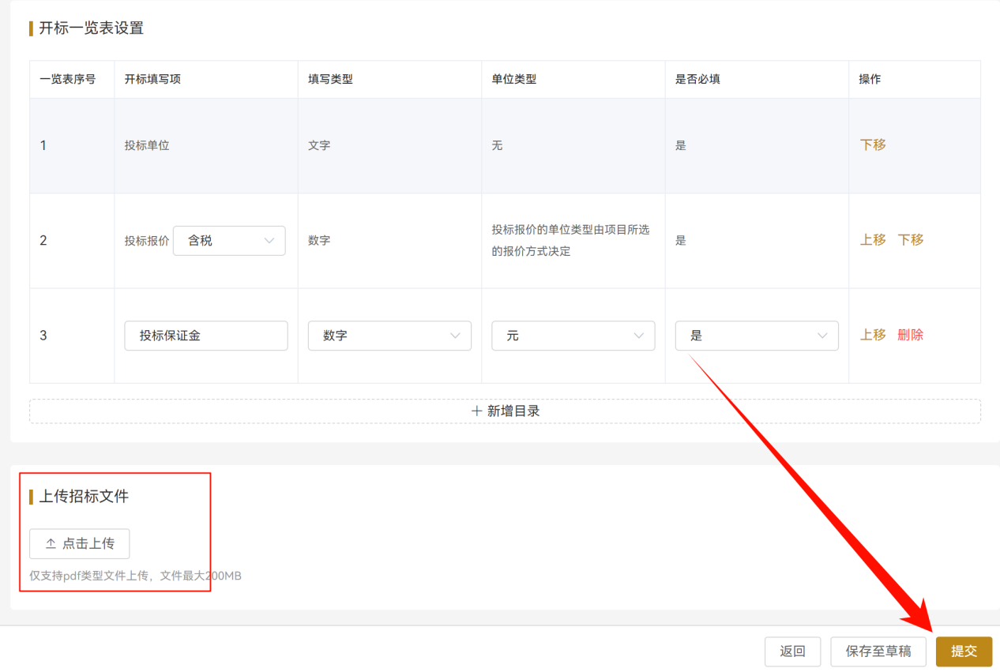 开标一览表设置
一览表序号 开标填写项 填写类型 单位类型 是否必填 操作
1 投标单位 文字 无 是 下移
投标报价的单位类型由项目所选
2 投标报价 含税 数字 是 上移 下移
的报价方式决定
3 投标保证金 数字 元 是 上移 删除
新增目录
上传招标文件
点击上传
仅支持pdf类型文件上传，文件最大200MB
返回 保存至草稿 提交